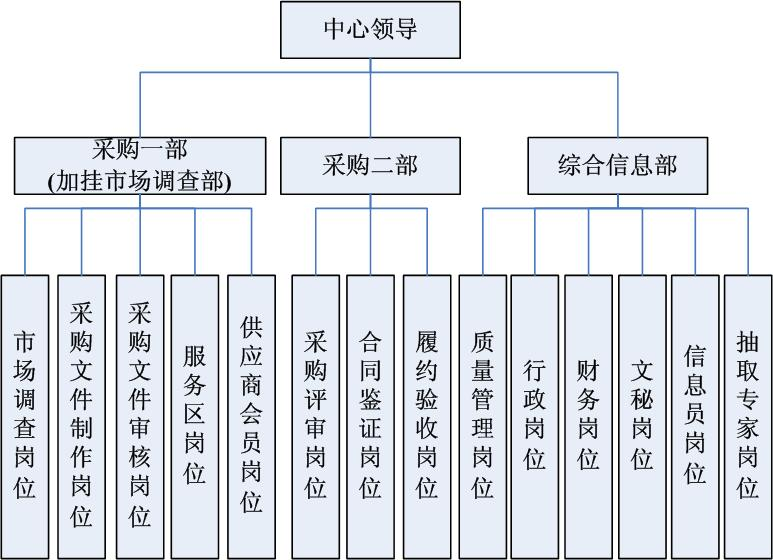 中心领导
采购一部
(加挂市场调查部)
采购二部
综合信息部
市场调查岗位
采购文件制作岗位
采购文件审核岗位
服务区岗位
供应商会员岗位
采购评审岗位
合同鉴证岗位
履约验收岗位
质量管理岗位
行政岗位
财务岗位
文秘岗位
信息员岗位
抽取专家岗位